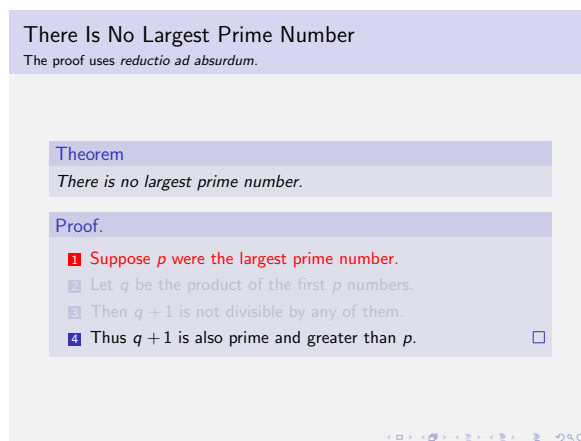 There Is No Largest Prime Number
The proof uses reductio ad absurdum.
Theorem
There is no largest prime number.
Proof.
1 Suppose p were the largest prime number.
2 Let q be the product of the first p numbers.
3 Then q + 1 is not divisible by any of them.
4 Thus q + 1 is also prime and greater than p. □